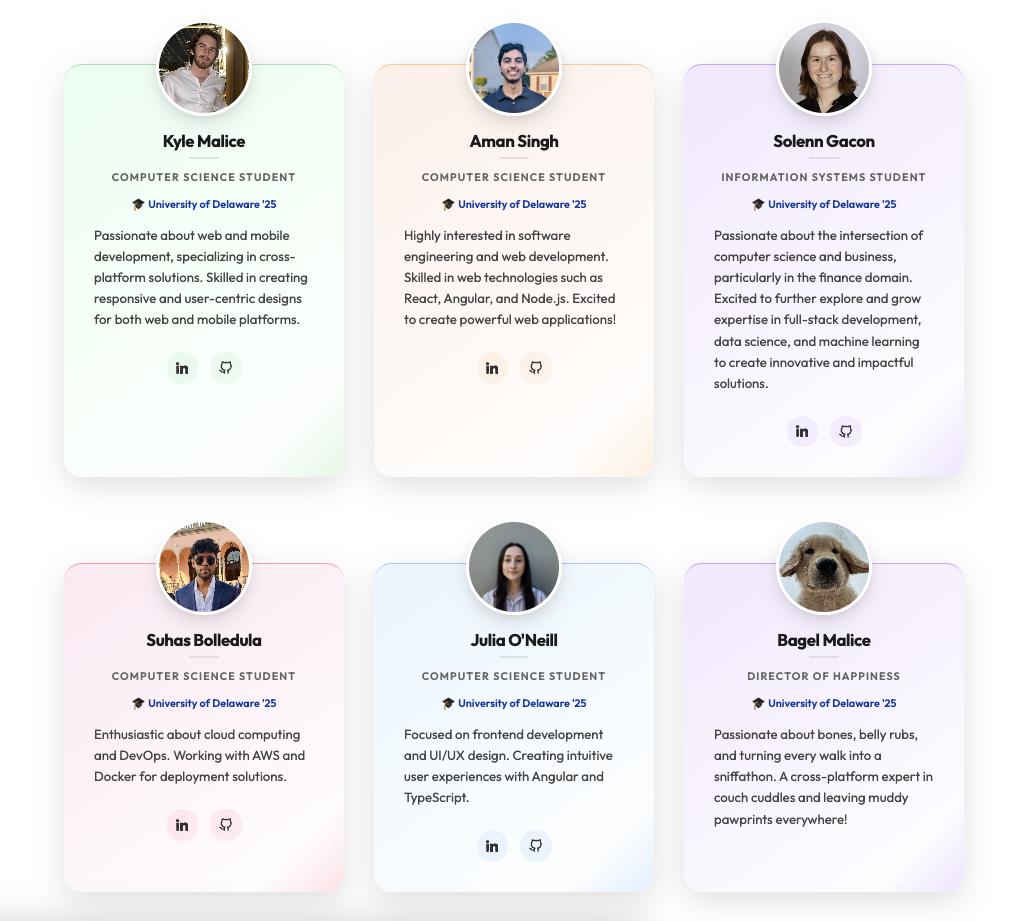 Kyle Malice
COMPUTER SCIENCE STUDENT
🎓 University of Delaware '25
Passionate about web and mobile
development, specializing in cross-
platform solutions. Skilled in creating
responsive and user-centric designs
for both web and mobile platforms.
in
Aman Singh
COMPUTER SCIENCE STUDENT
🎓 University of Delaware '25
Highly interested in software
engineering and web development.
Skilled in web technologies such as
React, Angular, and Node.js. Excited
to create powerful web applications!
in
Solenn Gacon
INFORMATION SYSTEMS STUDENT
🎓 University of Delaware '25
Passionate about the intersection of
computer science and business,
particularly in the finance domain.
Excited to further explore and grow
expertise in full-stack development,
data science, and machine learning
to create innovative and impactful
solutions.
in
Suhas Bolledula
COMPUTER SCIENCE STUDENT
🎓 University of Delaware '25
Enthusiastic about cloud computing
and DevOps. Working with AWS and
Docker for deployment solutions.
in
Julia O'Neill
COMPUTER SCIENCE STUDENT
🎓 University of Delaware '25
Focused on frontend development
and UI/UX design. Creating intuitive
user experiences with Angular and
TypeScript.
in
Bagel Malice
DIRECTOR OF HAPPINESS
🎓 University of Delaware '25
Passionate about bones, belly rubs,
and turning every walk into a
sniffathon. A cross-platform expert in
couch cuddles and leaving muddy
pawprints everywhere!